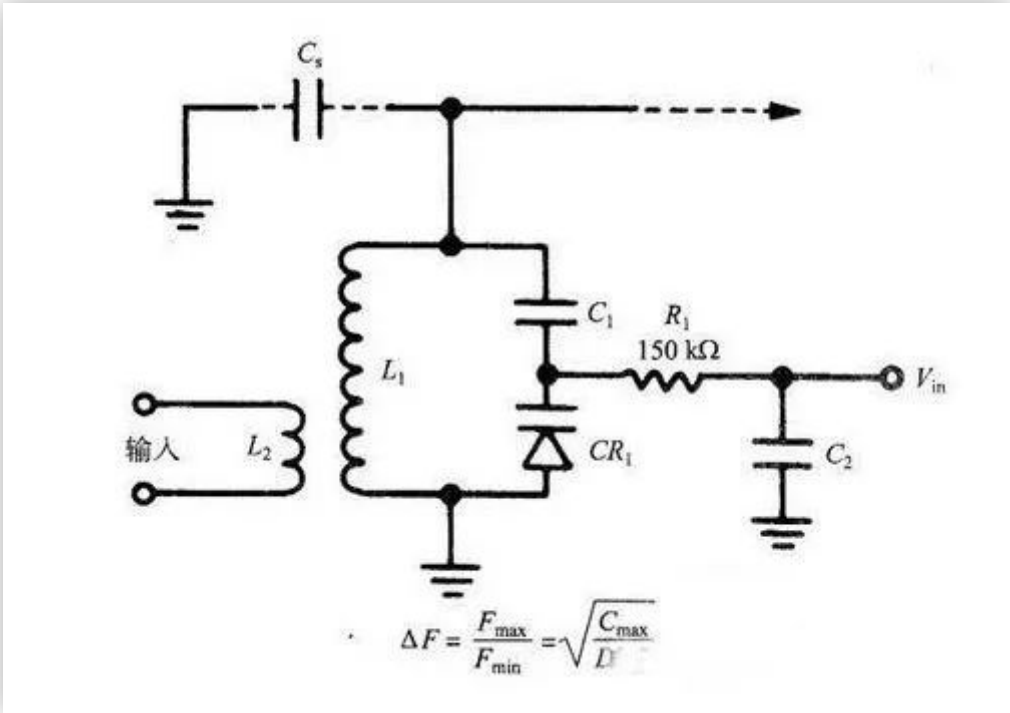 Cs
C1
R1
150 kΩ
Vin
L1
输入
L2
CR1
C2
ΔF = Fmax/Fmin = √Cmax/